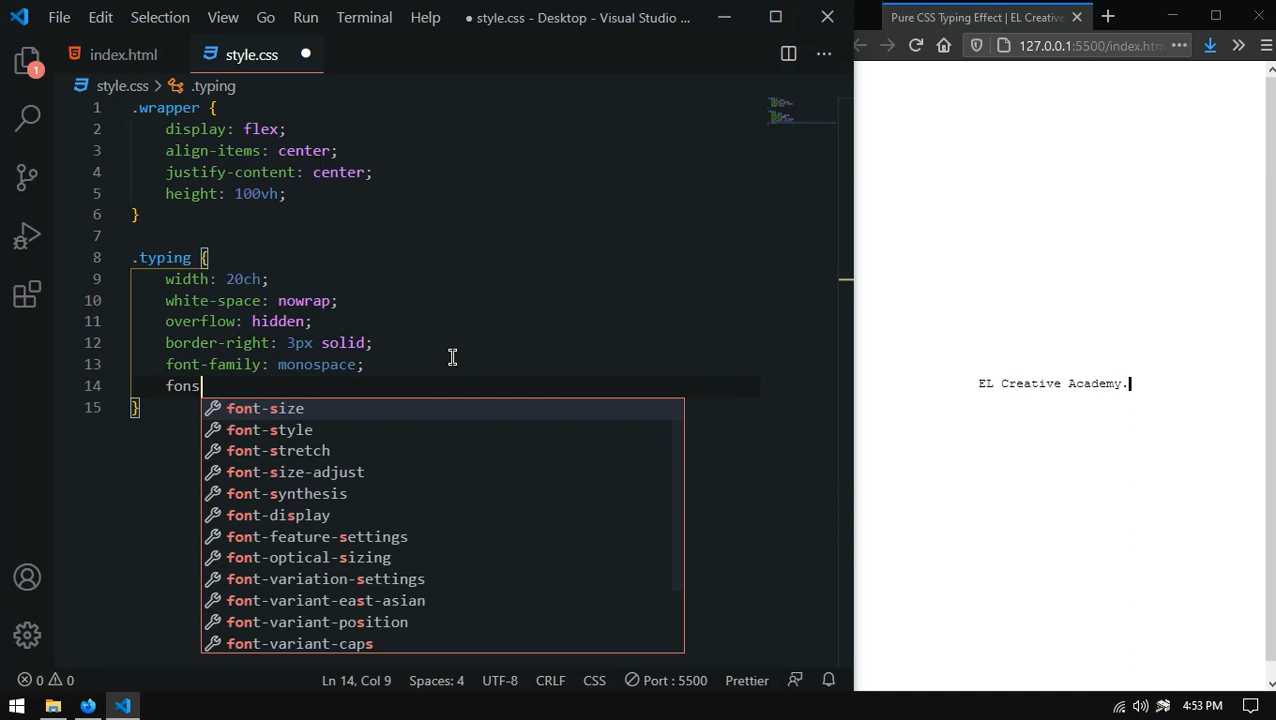 File Edit Selection View Go Run Terminal Help ● style.css - Desktop - Visual Studio ...
Pure CSS Typing Effect | EL Creative
index.html style.css
127.0.0.1:5500/index.htm
1
style.css > .typing
1 .wrapper {
2 display: flex;
3 align-items: center;
4 justify-content: center;
5 height: 100vh;
6 }
7
8 .typing {
9 width: 20ch;
10 white-space: nowrap;
11 overflow: hidden;
12 border-right: 3px solid;
13 font-family: monospace;
14 fons
15 }
font-size
font-style
font-stretch
font-size-adjust
font-synthesis
font-display
font-feature-settings
font-optical-sizing
font-variation-settings
font-variant-east-asian
font-variant-position
font-variant-caps
EL Creative Academy.
0 0 Ln 14, Col 9 Spaces: 4 UTF-8 CRLF CSS Port : 5500 Prettier
4:53 PM